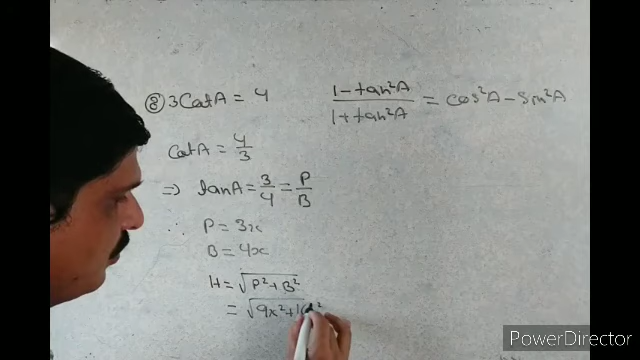 ⑧ 3CotA = 4
CotA = 4/3
⇒ tanA = 3/4 = P/B
∴ P = 3x
B = 4x
H = √(P² + B²)
= √(9x² + 16x²
(1 - tan²A)/(1 + tan²A) = cos²A - Sin²A
PowerDirector